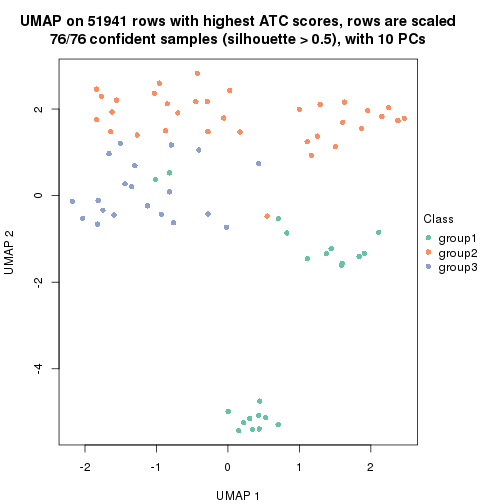 UMAP on 51941 rows with highest ATC scores, rows are scaled
76/76 confident samples (silhouette > 0.5), with 10 PCs
2
0
-2
-4
UMAP 2
-2
-1
0
1
2
UMAP 1
Class
group1
group2
group3